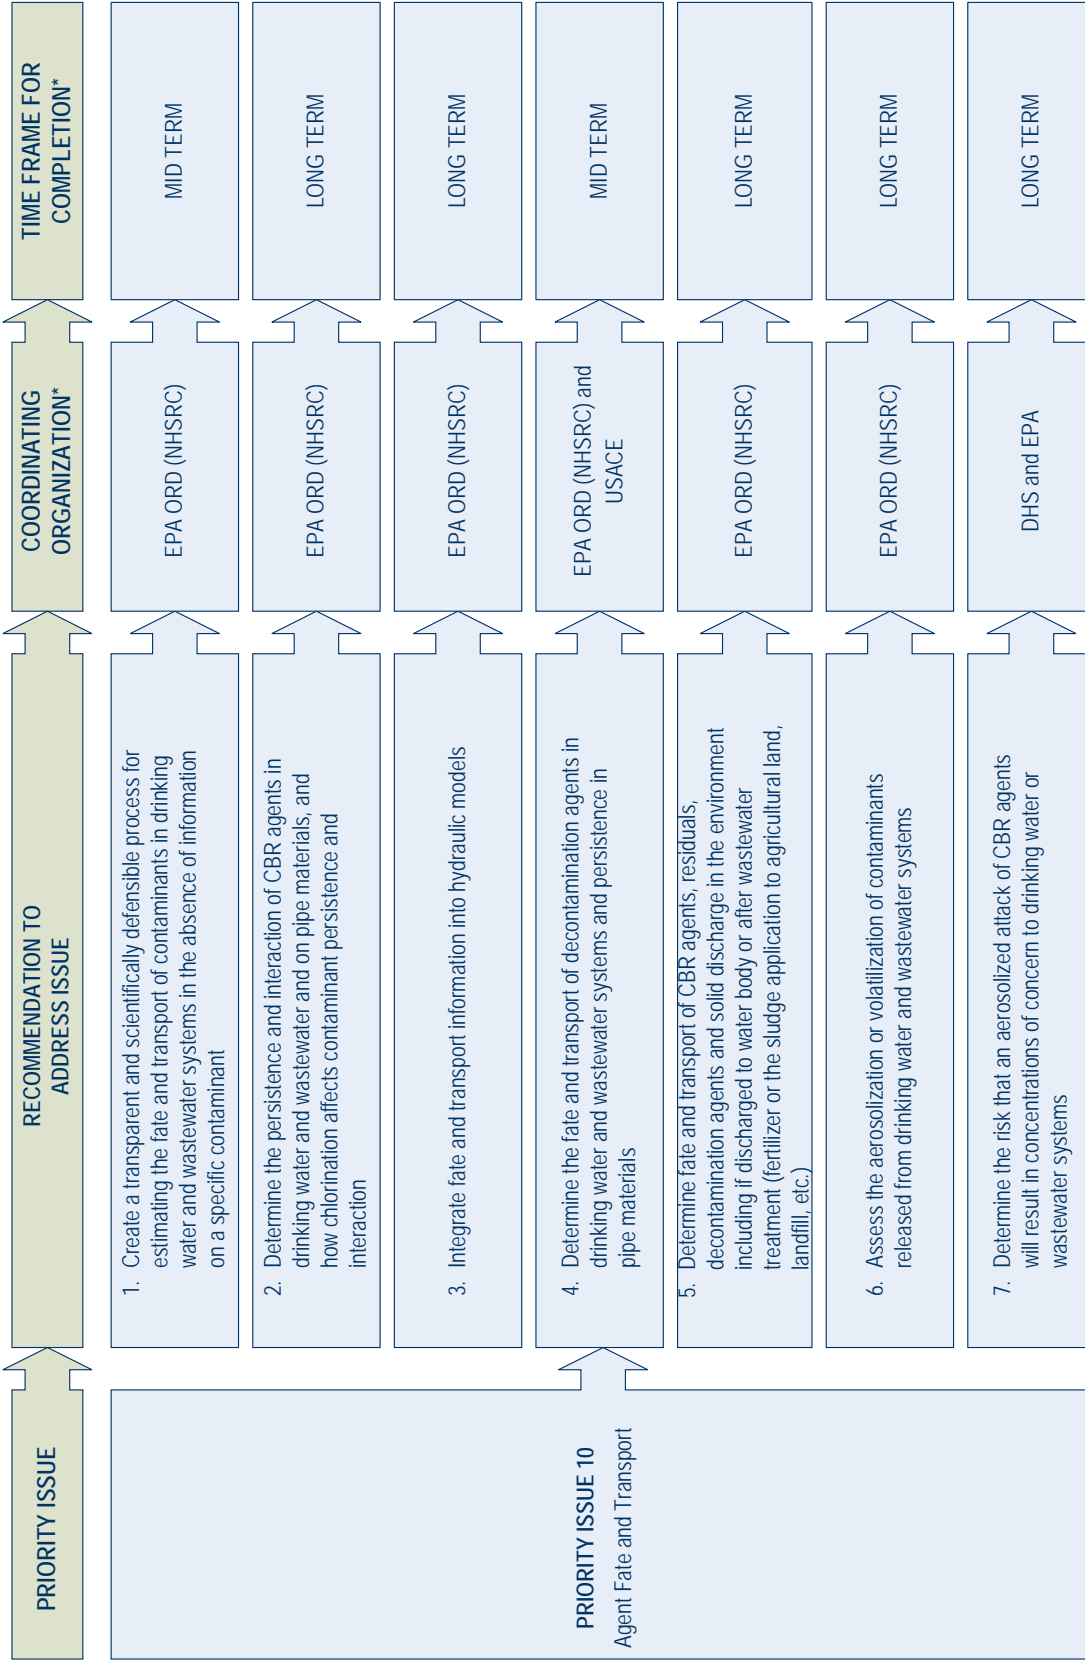 PRIORITY ISSUE
RECOMMENDATION TO
ADDRESS ISSUE
COORDINATING
ORGANIZATION*
TIME FRAME FOR
COMPLETION*
PRIORITY ISSUE 10
Agent Fate and Transport
1. Create a transparent and scientifically defensible process for
estimating the fate and transport of contaminants in drinking
water and wastewater systems in the absence of information
on a specific contaminant
EPA ORD (NHSRC)
MID TERM
2. Determine the persistence and interaction of CBR agents in
drinking water and wastewater and on pipe materials, and
how chlorination affects contaminant persistence and
interaction
EPA ORD (NHSRC)
LONG TERM
3. Integrate fate and transport information into hydraulic models
EPA ORD (NHSRC)
LONG TERM
4. Determine the fate and transport of decontamination agents in
drinking water and wastewater systems and persistence in
pipe materials
EPA ORD (NHSRC) and
USACE
MID TERM
5. Determine fate and transport of CBR agents, residuals,
decontamination agents and solid discharge in the environment
including if discharged to water body or after wastewater
treatment (fertilizer or the sludge application to agricultural land,
landfill, etc.)
EPA ORD (NHSRC)
LONG TERM
6. Assess the aerosolization or volatilization of contaminants
released from drinking water and wastewater systems
EPA ORD (NHSRC)
LONG TERM
7. Determine the risk that an aerosolized attack of CBR agents
will result in concentrations of concern to drinking water or
wastewater systems
DHS and EPA
LONG TERM